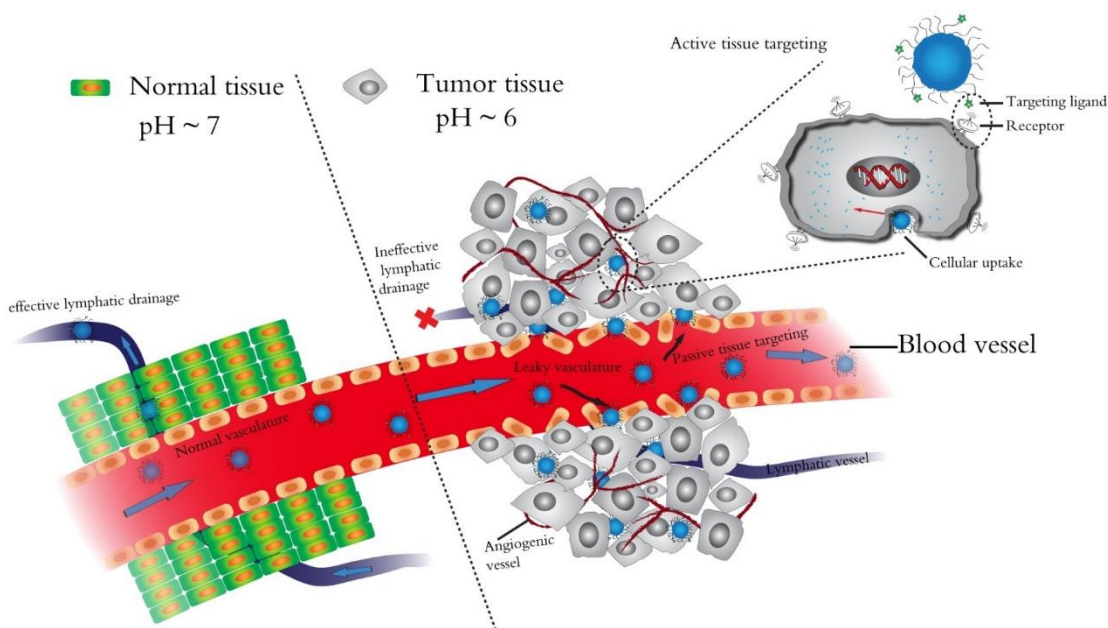 Active tissue targeting
Normal tissue
pH ~ 7
Tumor tissue
pH ~ 6
Targeting ligand
Receptor
Cellular uptake
Ineffective
lymphatic
drainage
effective lymphatic drainage
Blood vessel
Passive tissue targeting
Leaky vasculature
Normal vasculature
Lymphatic vessel
Angiogenic
vessel